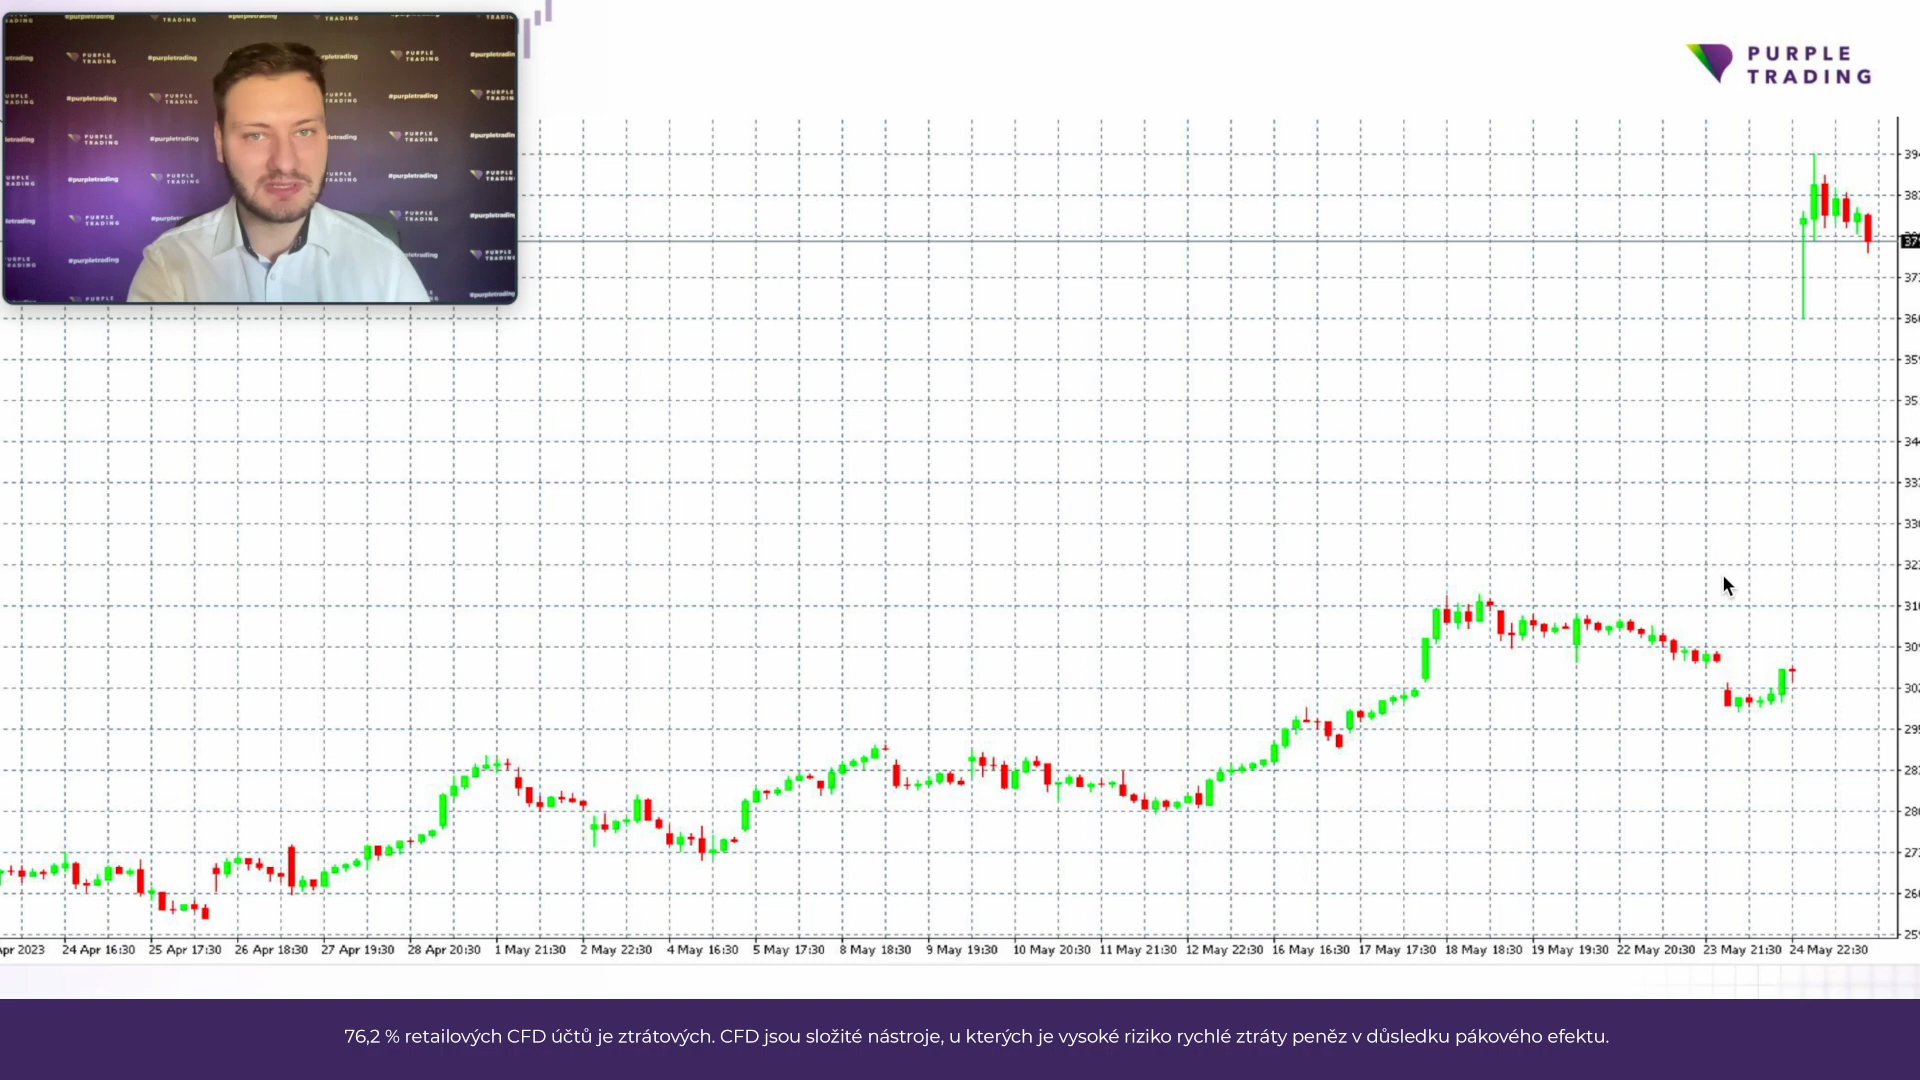 PURPLE
TRADING
#purpletrading
24 Apr 16:30 25 Apr 17:30 26 Apr 18:30 27 Apr 19:30 28 Apr 20:30 1 May 21:30 2 May 22:30 4 May 16:30 5 May 17:30 8 May 18:30 9 May 19:30 10 May 20:30 11 May 21:30 12 May 22:30 16 May 16:30 17 May 17:30 18 May 18:30 19 May 19:30 22 May 20:30 23 May 21:30 24 May 22:30
76,2 % retailových CFD účtů je ztrátových. CFD jsou složité nástroje, u kterých je vysoké riziko rychlé ztráty peněz v důsledku pákového efektu.